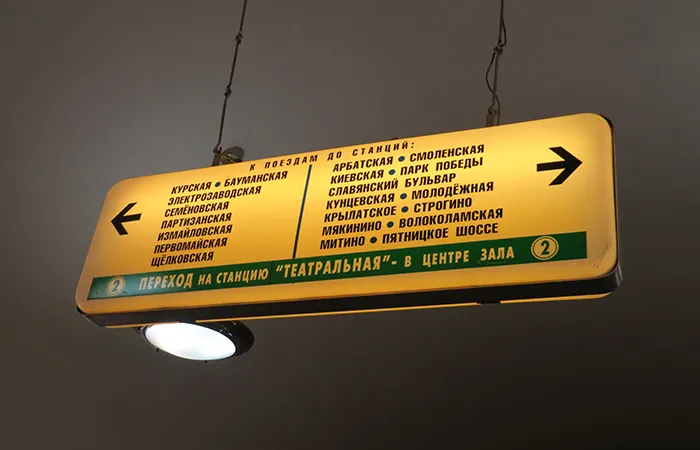 К ПОЕЗДАМ ДО СТАНЦИЙ:
КУРСКАЯ • БАУМАНСКАЯ
ЭЛЕКТРОЗАВОДСКАЯ
СЕМЁНОВСКАЯ
ПАРТИЗАНСКАЯ
ИЗМАЙЛОВСКАЯ
ПЕРВОМАЙСКАЯ
ЩЁЛКОВСКАЯ
АРБАТСКАЯ • СМОЛЕНСКАЯ
КИЕВСКАЯ • ПАРК ПОБЕДЫ
СЛАВЯНСКИЙ БУЛЬВАР
КУНЦЕВСКАЯ • МОЛОДЁЖНАЯ
КРЫЛАТСКОЕ • СТРОГИНО
МЯКИНИНО • ВОЛОКОЛАМСКАЯ
МИТИНО • ПЯТНИЦКОЕ ШОССЕ
2 ПЕРЕХОД НА СТАНЦИЮ "ТЕАТРАЛЬНАЯ"- В ЦЕНТРЕ ЗАЛА 2